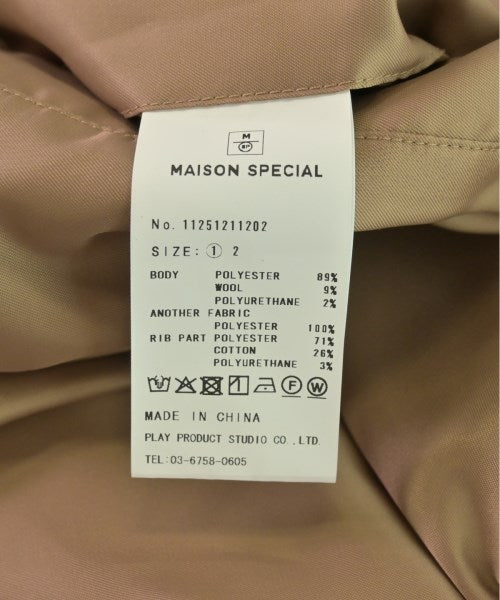 M
SP
MAISON SPECIAL
No. 11251211202
SIZE: ① 2
BODY POLYESTER 89%
WOOL 9%
POLYURETHANE 2%
ANOTHER FABRIC
POLYESTER 100%
RIB PART POLYESTER 71%
COTTON 26%
POLYURETHANE 3%
F W
MADE IN CHINA
PLAY PRODUCT STUDIO CO.,LTD.
TEL:03-6758-0605